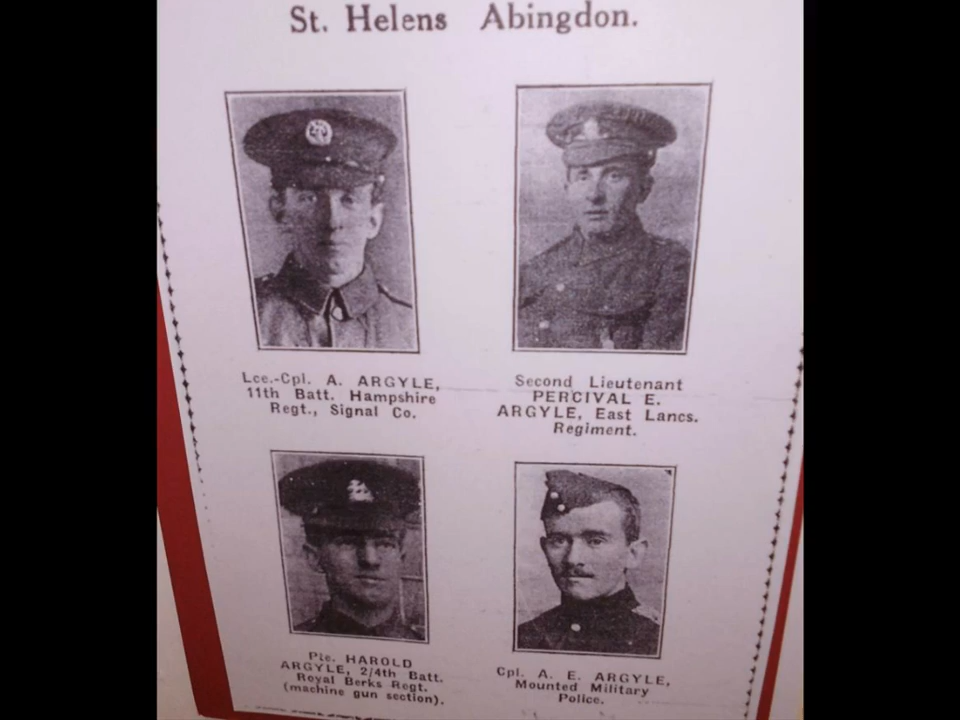 St. Helens Abingdon.
Lce.-Cpl. A. ARGYLE,
11th Batt. Hampshire
Regt., Signal Co.
Second Lieutenant
PERCIVAL E.
ARGYLE, East Lancs.
Regiment.
Pte. HAROLD
ARGYLE, 2/4th Batt.
Royal Berks Regt.
(machine gun section).
Cpl. A. E. ARGYLE,
Mounted Military
Police.